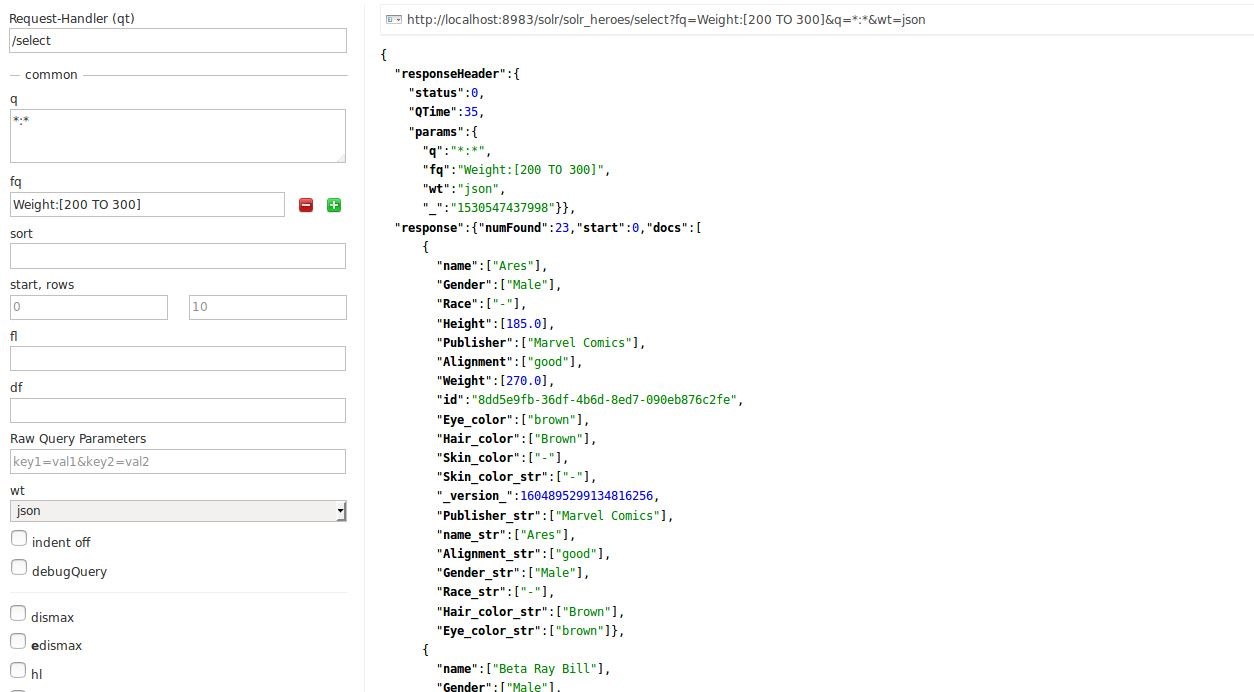 Request-Handler (qt)
/select
common
q
*:*
fq
Weight:[200 TO 300]
sort
start, rows
0 10
fl
df
Raw Query Parameters
key1=val1&key2=val2
wt
json
indent off
debugQuery
dismax
edismax
hl
http://localhost:8983/solr/solr_heroes/select?fq=Weight:[200 TO 300]&q=*:*&wt=json
{
"responseHeader":{
"status":0,
"QTime":35,
"params":{
"q":"*:*",
"fq":"Weight:[200 TO 300]",
"wt":"json",
"_":"1530547437998"}},
"response":{"numFound":23,"start":0,"docs":[
{
"name":["Ares"],
"Gender":["Male"],
"Race":["-"],
"Height":[185.0],
"Publisher":["Marvel Comics"],
"Alignment":["good"],
"Weight":[270.0],
"id":"8dd5e9fb-36df-4b6d-8ed7-090eb876c2fe",
"Eye_color":["brown"],
"Hair_color":["Brown"],
"Skin_color":["-"],
"Skin_color_str":["-"],
"_version_":1604895299134816256,
"Publisher_str":["Marvel Comics"],
"name_str":["Ares"],
"Alignment_str":["good"],
"Gender_str":["Male"],
"Race_str":["-"],
"Hair_color_str":["Brown"],
"Eye_color_str":["brown"]},
{
"name":["Beta Ray Bill"],
"Gender":["Male"],